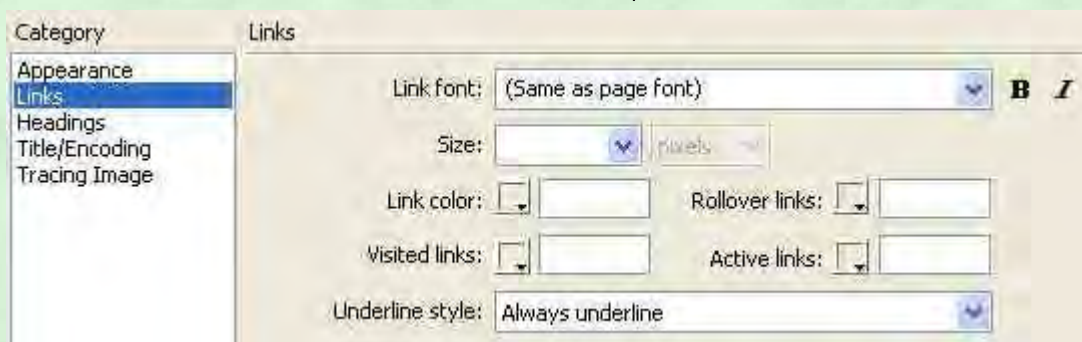 Category
Links
Appearance
Links
Headings
Title/Encoding
Tracing Image
Link font: (Same as page font) B I
Size: pixels
Link color: Rollover links:
Visited links: Active links:
Underline style: Always underline